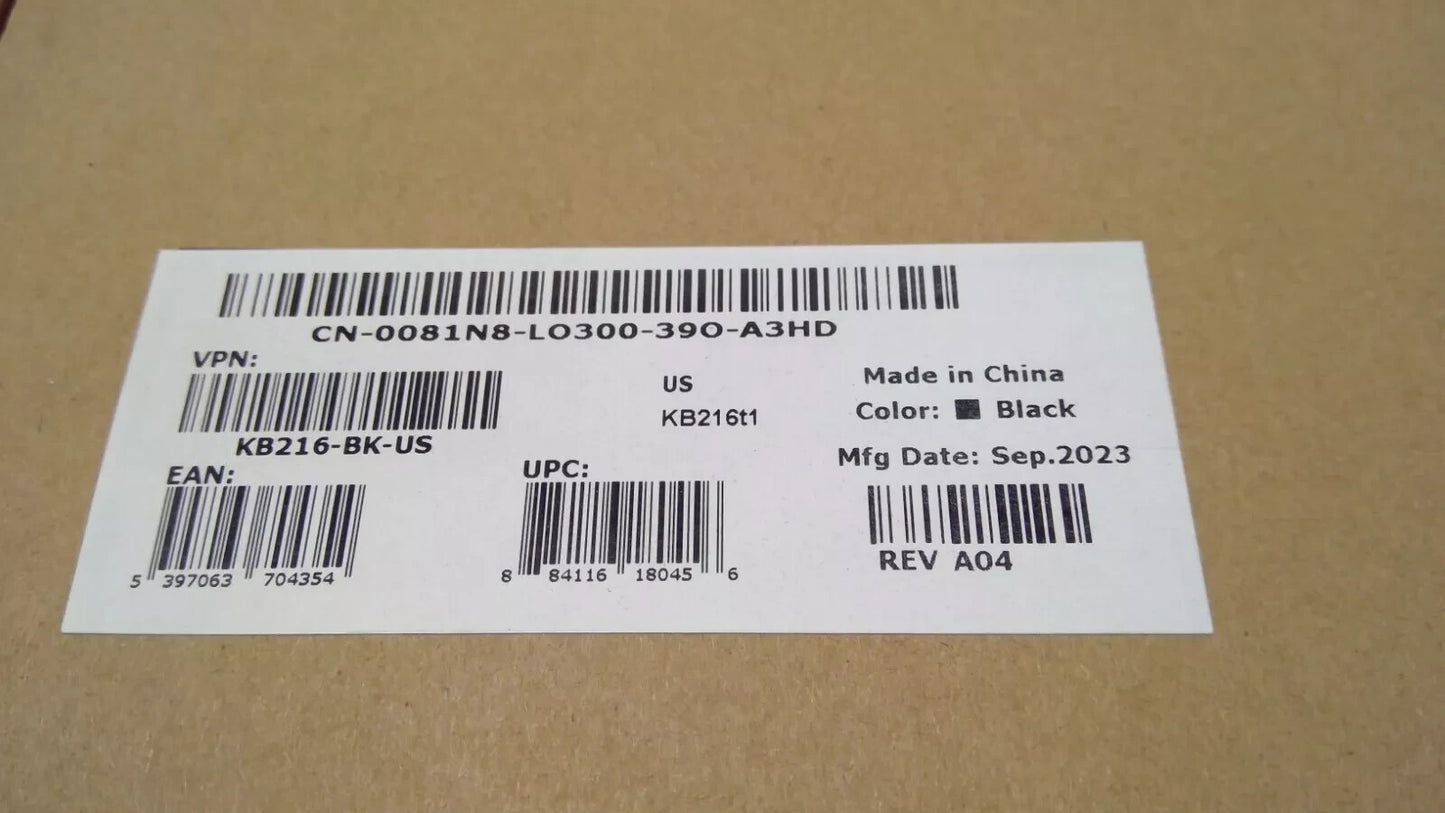 CN-0081N8-LO300-39O-A3HD
VPN:
KB216-BK-US
US
KB216t1
Made in China
Color: Black
Mfg Date: Sep.2023
EAN:
5 397063 704354
UPC:
8 84116 18045 6
REV A04